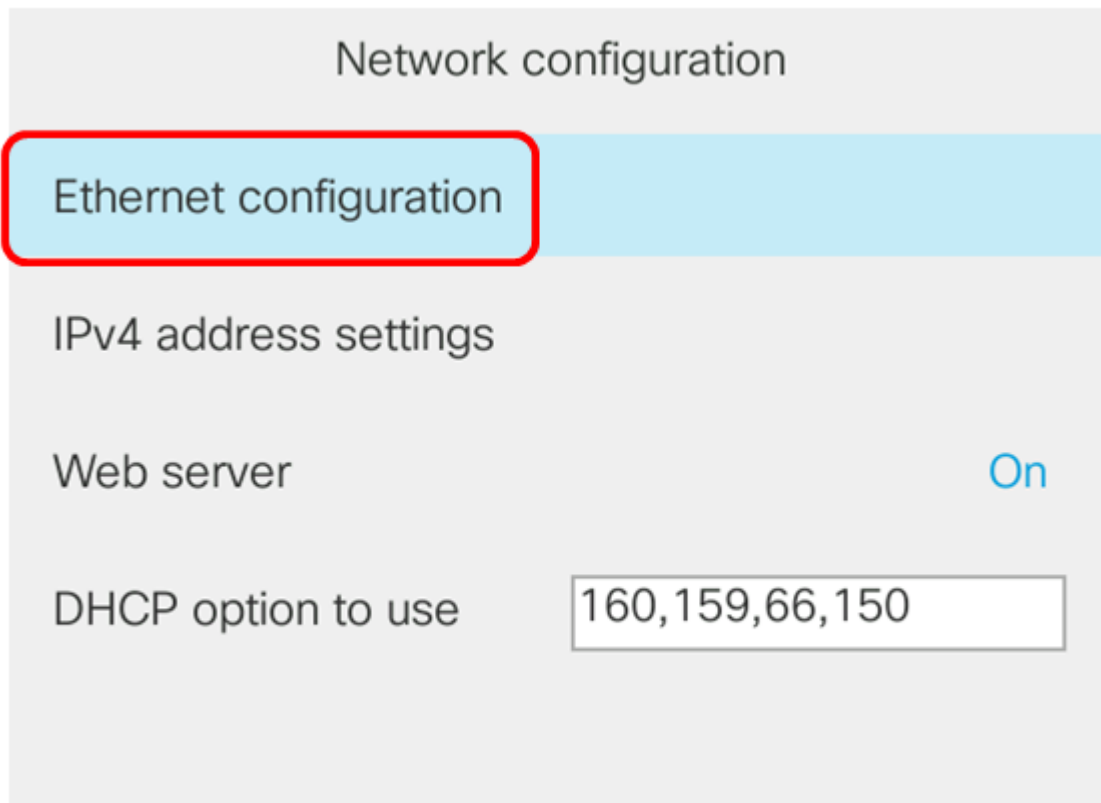 Network configuration
Ethernet configuration
IPv4 address settings
Web server On
DHCP option to use 160,159,66,150